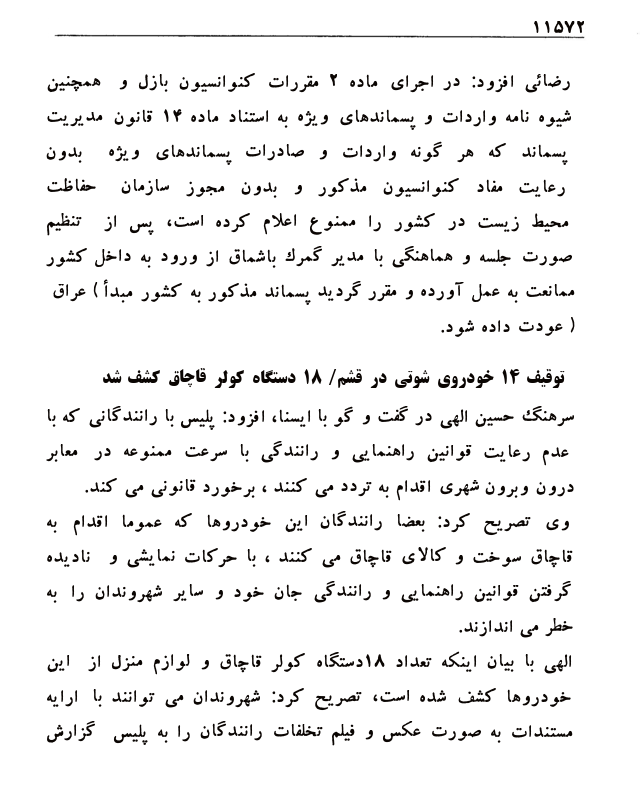 ۱۱۵۷۲
رضائی افزود: در اجرای ماده ۲ مقررات کنوانسیون بازل و همچنین
شیوه نامه واردات و پسماندهای ویژه به استناد ماده ۱۴ قانون مدیریت
پسماند که هر گونه واردات و صادرات پسماندهای ویژه بدون
رعایت مفاد کنوانسیون مذکور و بدون مجوز سازمان حفاظت
محیط زیست در کشور را ممنوع اعلام کرده است، پس از تنظیم
صورت جلسه و هماهنگی با مدیر گمرك باشماق از ورود به داخل کشور
ممانعت به عمل آورده و مقرر گردید پسماند مذکور به کشور مبدأ ) عراق
( عودت داده شود.
توقیف ۱۴ خودروی شوتی در قشم/ ۱۸ دستگاه کولر قاچاق کشف شد
سرهنگ حسین الهی در گفت و گو با ایسنا، افزود: پلیس با رانندگانی که با
عدم رعایت قوانین راهنمایی و رانندگی با سرعت ممنوعه در معابر
درون وبرون شهری اقدام به تردد می کنند ، برخورد قانونی می کند.
وی تصریح کرد: بعضا رانندگان این خودروها که عموما اقدام به
قاچاق سوخت و کالای قاچاق می کنند ، با حرکات نمایشی و نادیده
گرفتن قوانین راهنمایی و رانندگی جان خود و سایر شهروندان را به
خطر می اندازند.
الهی با بیان اینکه تعداد ۱۸دستگاه کولر قاچاق و لوازم منزل از این
خودروها کشف شده است، تصریح کرد: شهروندان می توانند با ارایه
مستندات به صورت عکس و فیلم تخلفات رانندگان را به پلیس گزارش